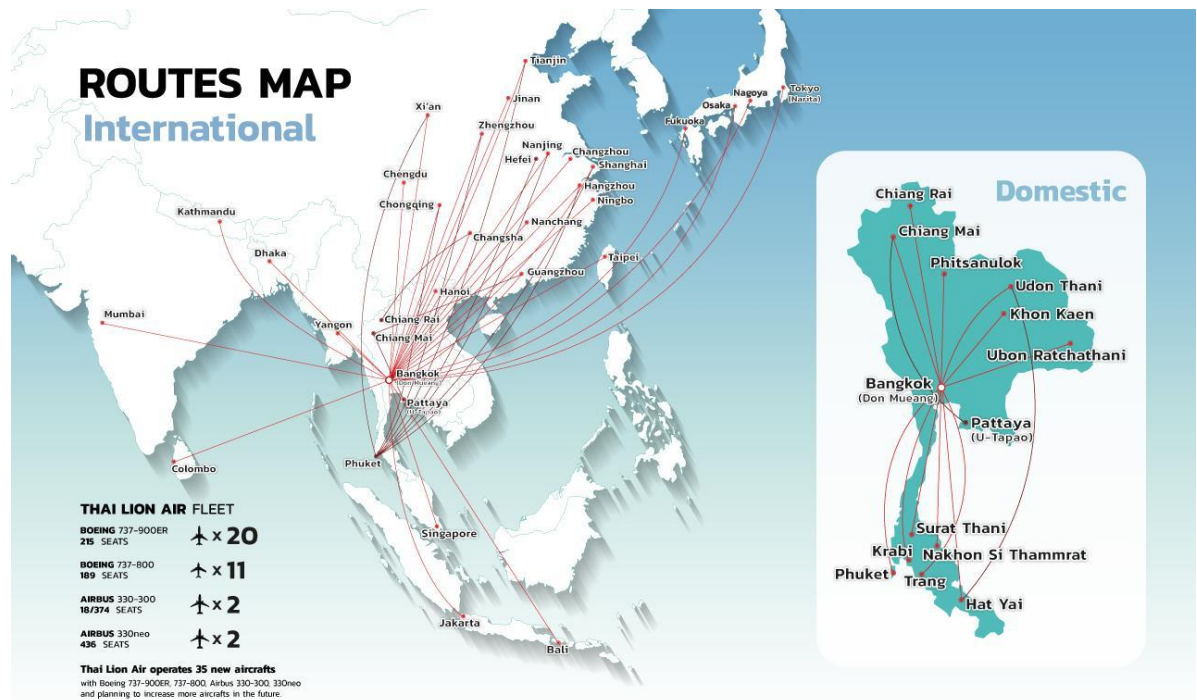 ROUTES MAP
International
Tianjin
Jinan
Xi'an
Zhengzhou
Nanjing
Hefei
Changzhou
Shanghai
Hangzhou
Ningbo
Chengdu
Chongqing
Nanchang
Changsha
Guangzhou
Taipei
Fukuoka
Osaka
Nagoya
Tokyo
(Narita)
Kathmandu
Dhaka
Mumbai
Yangon
Hanoi
Chiang Rai
Chiang Mai
Bangkok
(Don Mueang)
Pattaya
(U-Tapao)
Phuket
Colombo
Singapore
Jakarta
Bali
THAI LION AIR FLEET
BOEING 737-900ER
215 SEATS
x 20
BOEING 737-800
189 SEATS
x 11
AIRBUS 330-300
18/374 SEATS
x 2
AIRBUS 330neo
436 SEATS
x 2
Thai Lion Air operates 35 new aircrafts
with Boeing 737-900ER, 737-800, Airbus 330-300, 330neo
and planning to increase more aircrafts in the future.
Domestic
Chiang Rai
Chiang Mai
Phitsanulok
Udon Thani
Khon Kaen
Ubon Ratchathani
Bangkok
(Don Mueang)
Pattaya
(U-Tapao)
Surat Thani
Krabi
Nakhon Si Thammrat
Phuket
Trang
Hat Yai